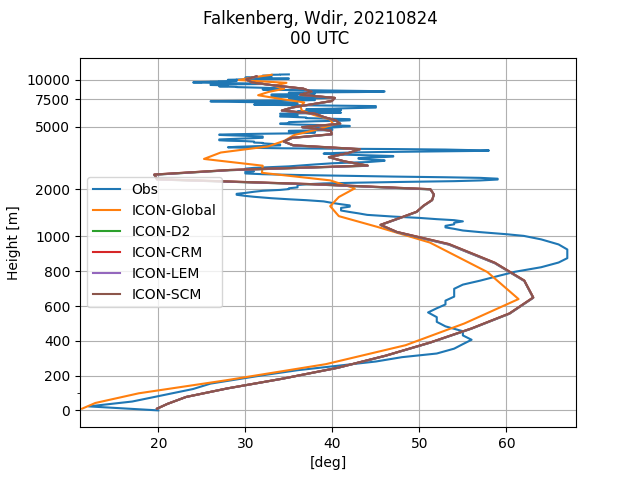 Falkenberg, Wdir, 20210824
00 UTC
10000
7500
5000
2000
1000
800
600
400
200
0
Height [m]
Obs
ICON-Global
ICON-D2
ICON-CRM
ICON-LEM
ICON-SCM
20
30
40
50
60
[deg]